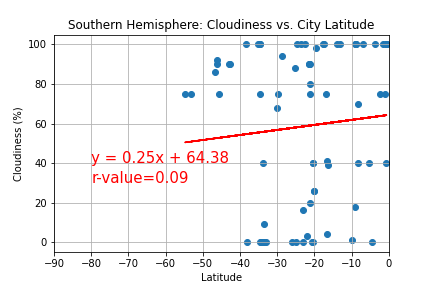 Southern Hemisphere: Cloudiness vs. City Latitude
100
80
60
40
20
0
Cloudiness (%)
y = 0.25x + 64.38
r-value=0.09
−90 −80 −70 −60 −50 −40 −30 −20 −10 0
Latitude